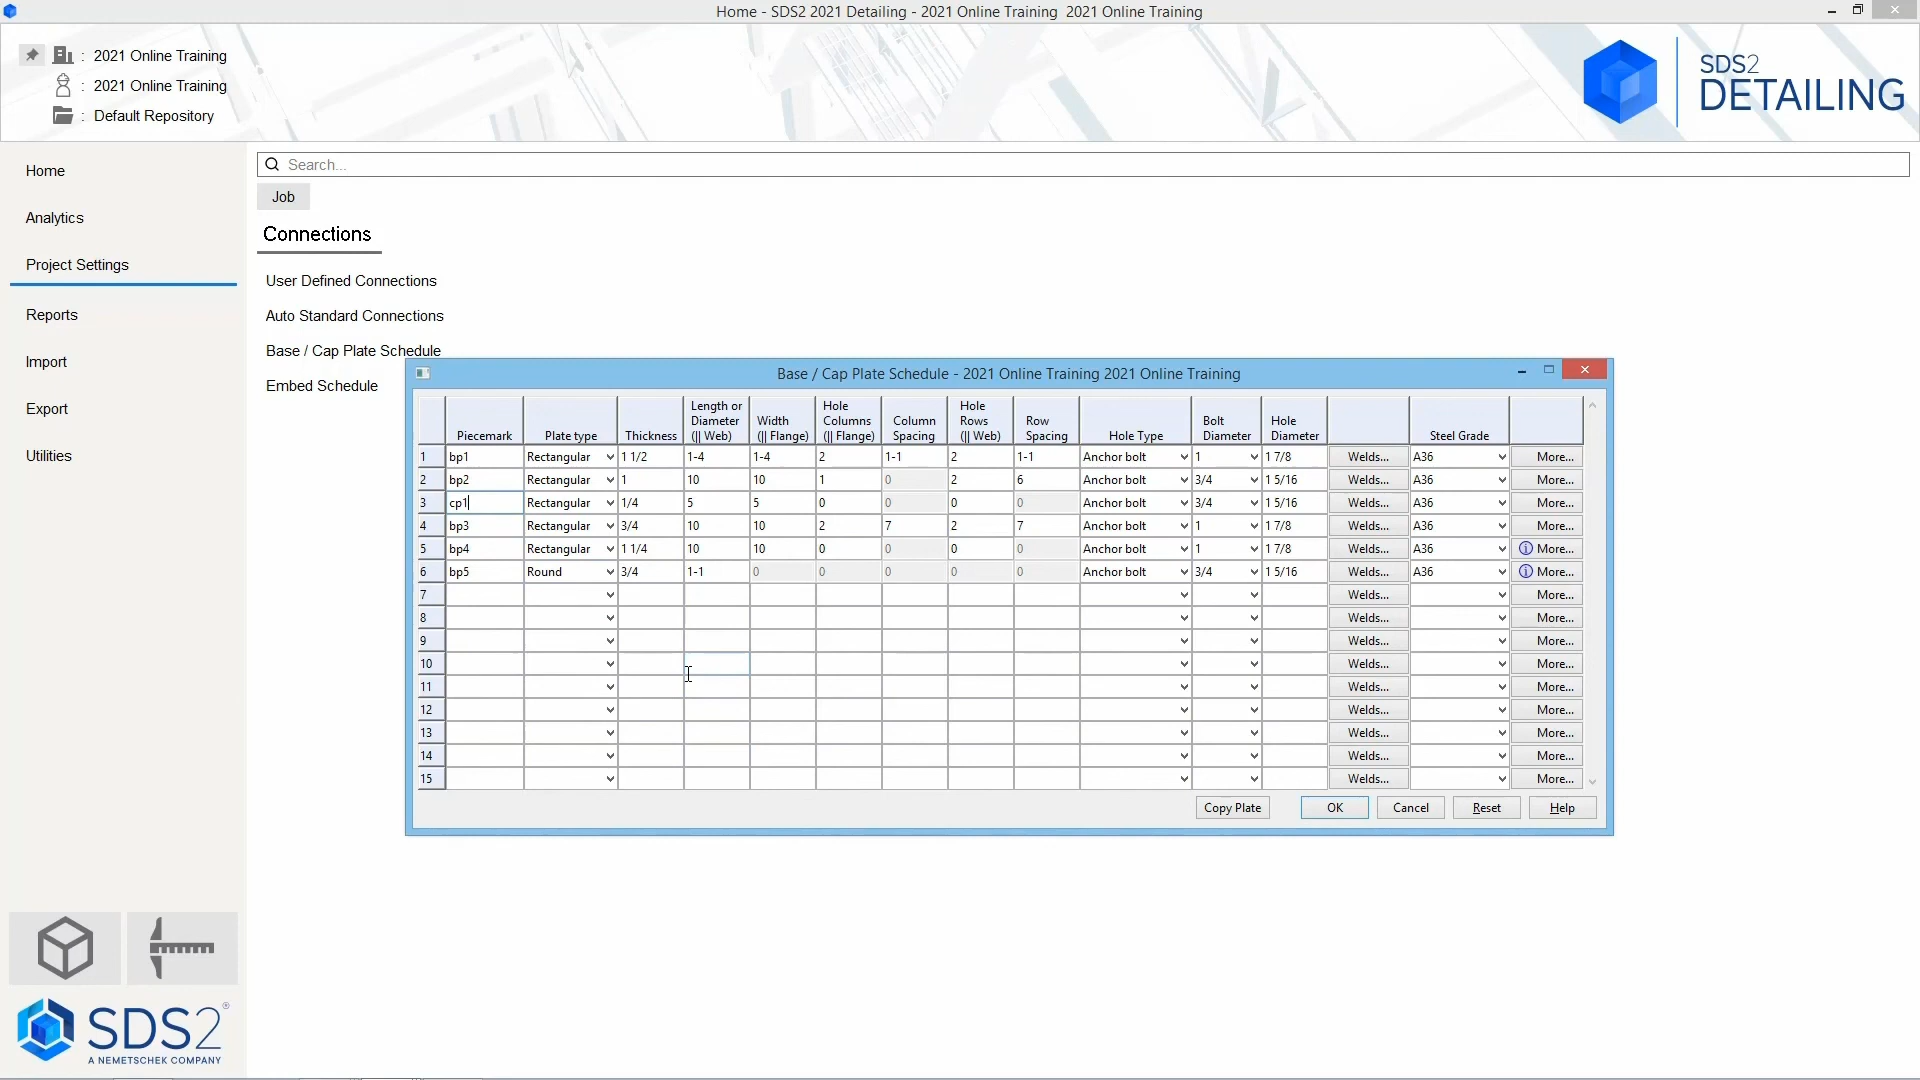 Home - SDS2 2021 Detailing - 2021 Online Training 2021 Online Training
: 2021 Online Training
: 2021 Online Training
: Default Repository
SDS2
DETAILING
Home
Analytics
Project Settings
Reports
Import
Export
Utilities
Search...
Job
Connections
User Defined Connections
Auto Standard Connections
Base / Cap Plate Schedule
Embed Schedule
Base / Cap Plate Schedule - 2021 Online Training 2021 Online Training
Piecemark Plate type Thickness Length or Diameter (|| Web) Width (|| Flange) Hole Columns (|| Flange) Column Spacing Hole Rows (|| Web) Row Spacing Hole Type Bolt Diameter Hole Diameter Steel Grade
1 bp1 Rectangular 1 1/2 1-4 1-4 2 1-1 2 1-1 Anchor bolt 1 1 7/8 Welds... A36 More...
2 bp2 Rectangular 1 10 10 1 0 2 6 Anchor bolt 3/4 1 5/16 Welds... A36 More...
3 cp1 Rectangular 1/4 5 5 0 0 0 0 Anchor bolt 3/4 1 5/16 Welds... A36 More...
4 bp3 Rectangular 3/4 10 10 2 7 2 7 Anchor bolt 1 1 7/8 Welds... A36 More...
5 bp4 Rectangular 1 1/4 10 10 0 0 0 0 Anchor bolt 1 1 7/8 Welds... A36 More...
6 bp5 Round 3/4 1-1 0 0 0 0 0 Anchor bolt 3/4 1 5/16 Welds... A36 More...
7 Welds... More...
8 Welds... More...
9 Welds... More...
10 Welds... More...
11 Welds... More...
12 Welds... More...
13 Welds... More...
14 Welds... More...
15 Welds... More...
Copy Plate OK Cancel Reset Help
SDS2®
A NEMETSCHEK COMPANY